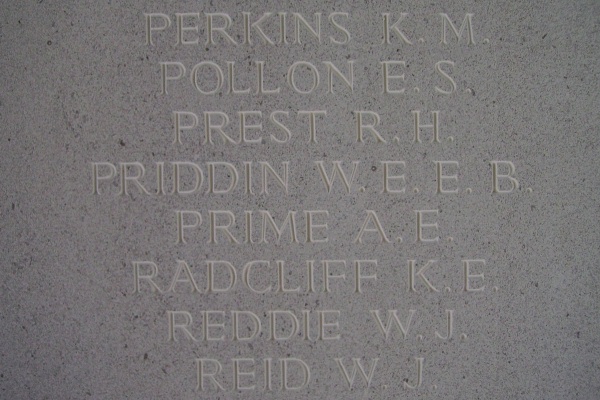 PERKINS K. M.
POLLON E. S.
PREST R. H.
PRIDDIN W. E. E. B.
PRIME A. E.
RADCLIFF K. E.
REDDIE W. J.
REID W. J.